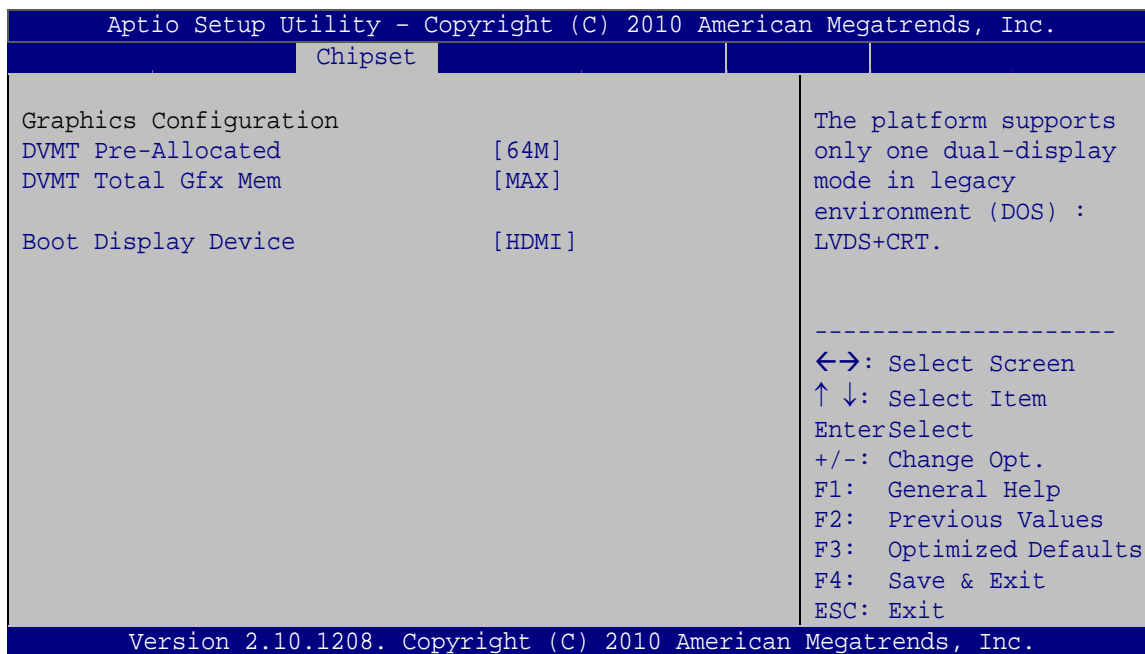 Aptio Setup Utility – Copyright (C) 2010 American Megatrends, Inc.
Chipset
Graphics Configuration
DVMT Pre-Allocated [64M]
DVMT Total Gfx Mem [MAX]
Boot Display Device [HDMI]
The platform supports
only one dual-display
mode in legacy
environment (DOS) :
LVDS+CRT.
---------------------
←→: Select Screen
↑ ↓: Select Item
EnterSelect
+/-: Change Opt.
F1: General Help
F2: Previous Values
F3: Optimized Defaults
F4: Save & Exit
ESC: Exit
Version 2.10.1208. Copyright (C) 2010 American Megatrends, Inc.